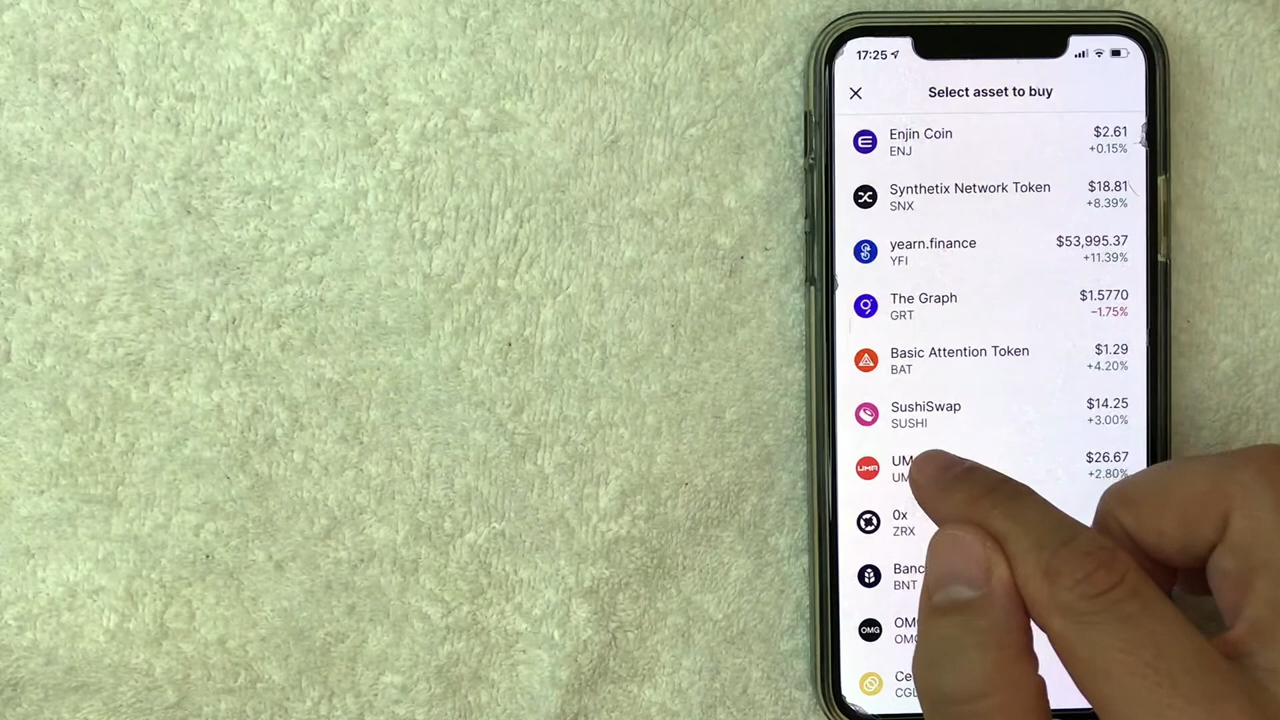 17:25
Select asset to buy
Enjin Coin
$2.61
ENJ
+0.15%
Synthetix Network Token
$18.81
SNX
+8.39%
yearn.finance
$53,995.37
YFI
+11.39%
The Graph
$1.5770
GRT
−1.75%
Basic Attention Token
$1.29
BAT
+4.20%
SushiSwap
$14.25
SUSHI
+3.00%
UMA
$26.67
+2.80%
0x
ZRX
BNT
OMG